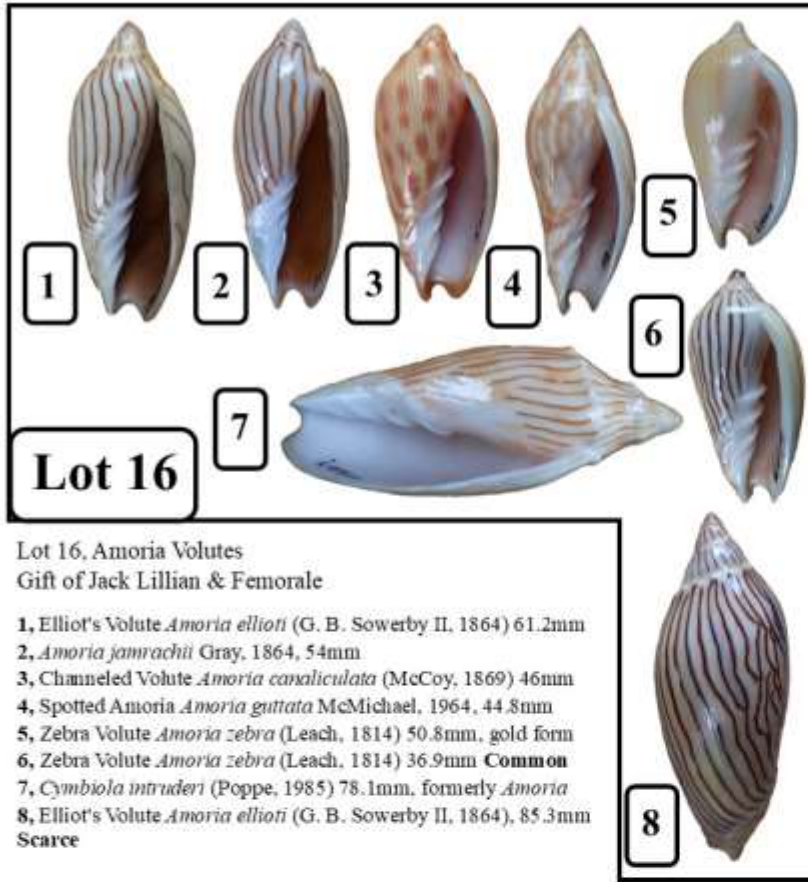 1
2
3
4
5
6
7
Lot 16
8
Lot 16, Amoria Volutes
Gift of Jack Lillian & Femorale
1, Elliot's Volute Amoria ellioti (G. B. Sowerby II, 1864) 61.2mm
2, Amoria jamrachii Gray, 1864, 54mm
3, Channeled Volute Amoria canaliculata (McCoy, 1869) 46mm
4, Spotted Amoria Amoria guttata McMichael, 1964, 44.8mm
5, Zebra Volute Amoria zebra (Leach, 1814) 50.8mm, gold form
6, Zebra Volute Amoria zebra (Leach, 1814) 36.9mm Common
7, Cymbiola intruderi (Poppe, 1985) 78.1mm, formerly Amoria
8, Elliot's Volute Amoria ellioti (G. B. Sowerby II, 1864), 85.3mm
Scarce